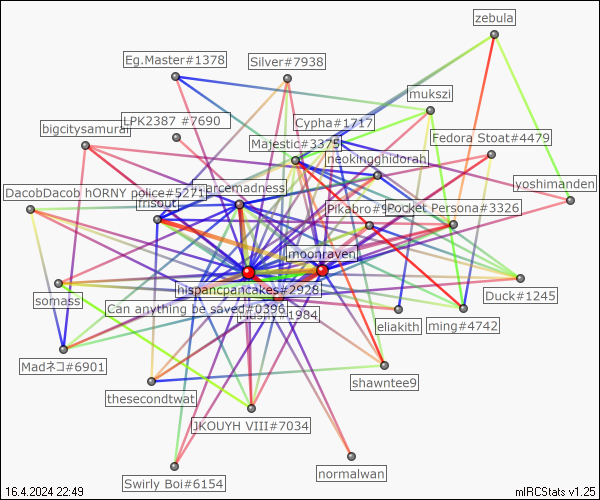 zebula
Eg.Master#1378
Silver#7938
mukszi
LPK2387 #7690
Cypha#1717
bigcitysamurai
Majestic#3375
Fedora Stoat#4479
neokingghidorah
DacobDacob hORNY police#5271
arcemadness
yoshimanden
frisout
Pikabro#9
Pocket Persona#3326
moonraven
hispancpancakes#2928
Duck#1245
somass
Can anything be saved#0396
#1984
eliakith
ming#4742
Madネコ#6901
shawntee9
thesecondtwat
JKOUYH VIII#7034
Swirly Boi#6154
normalwan
16.4.2024 22:49
mIRCStats v1.25